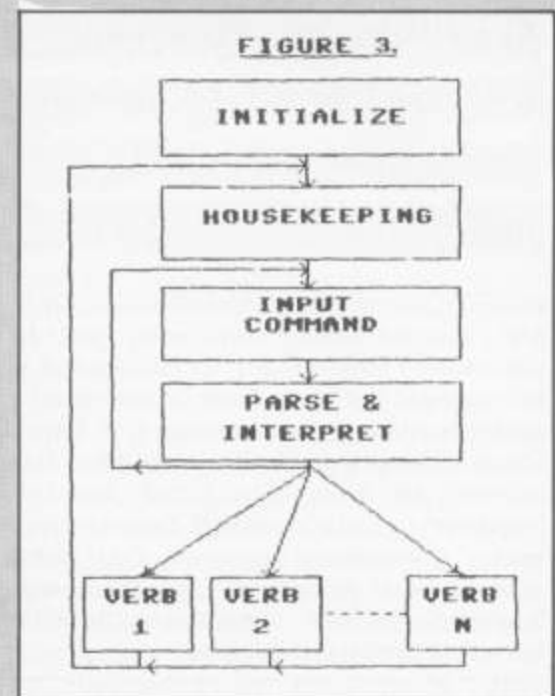 FIGURE 3.
INITIALIZE
HOUSEKEEPING
INPUT
COMMAND
PARSE &
INTERPRET
VERB
1
VERB
2
VERB
N